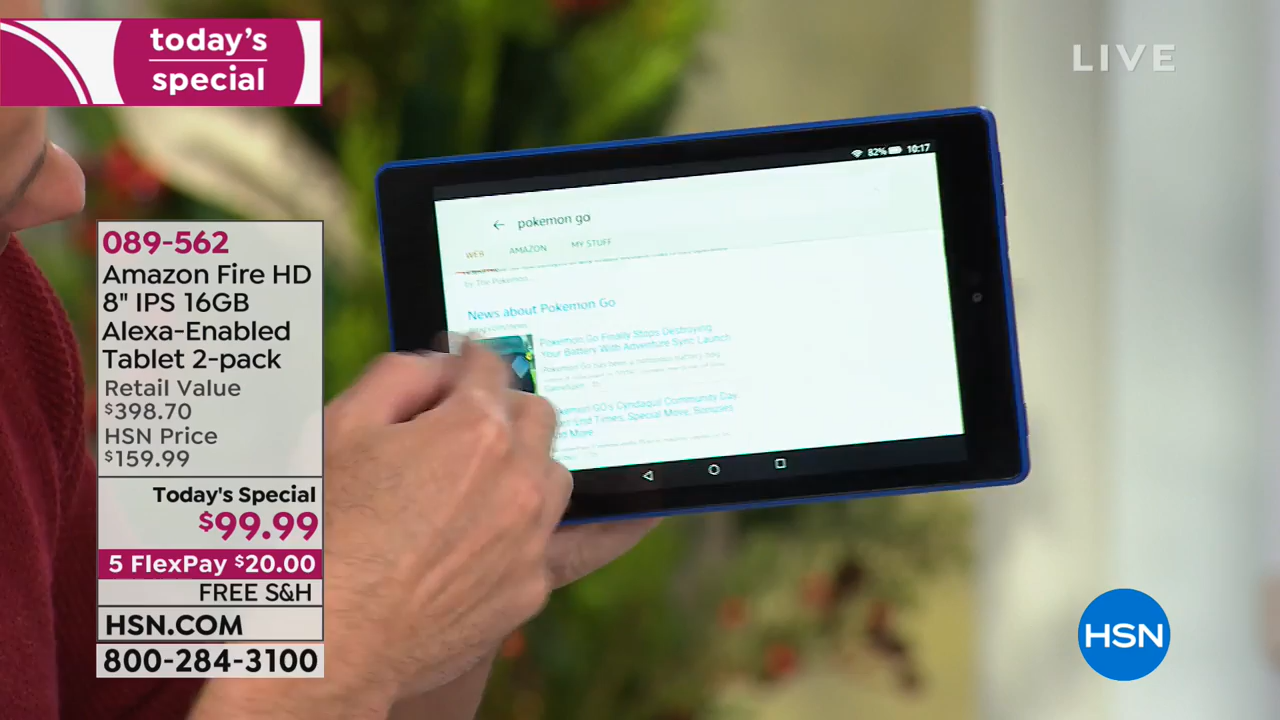 today's
special
LIVE
089-562
Amazon Fire HD
8" IPS 16GB
Alexa-Enabled
Tablet 2-pack
Retail Value
$398.70
HSN Price
$159.99
Today's Special
$99.99
5 FlexPay $20.00
FREE S&H
HSN.COM
800-284-3100
82% 10:17
pokemon go
WEB AMAZON MY STUFF
by The Pokemon...
News about Pokemon Go
Pokemon Go Finally Stops Destroying
Your Battery With Adventure Sync Launch
Pokemon GO's Cyndaquil Community Day
End Times, Special Move, Bonuses
And More
HSN